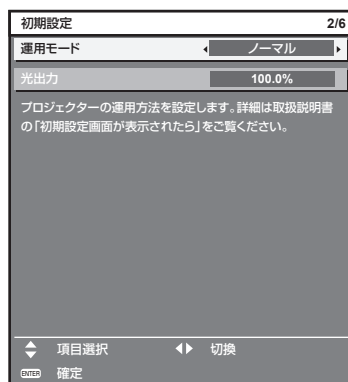 初期設定 2/6
運用モード ノーマル
光出力 100.0%
プロジェクターの運用方法を設定します。詳細は取扱説明書
の「初期設定画面が表示されたら」をご覧ください。
項目選択 切換
ENTER 確定